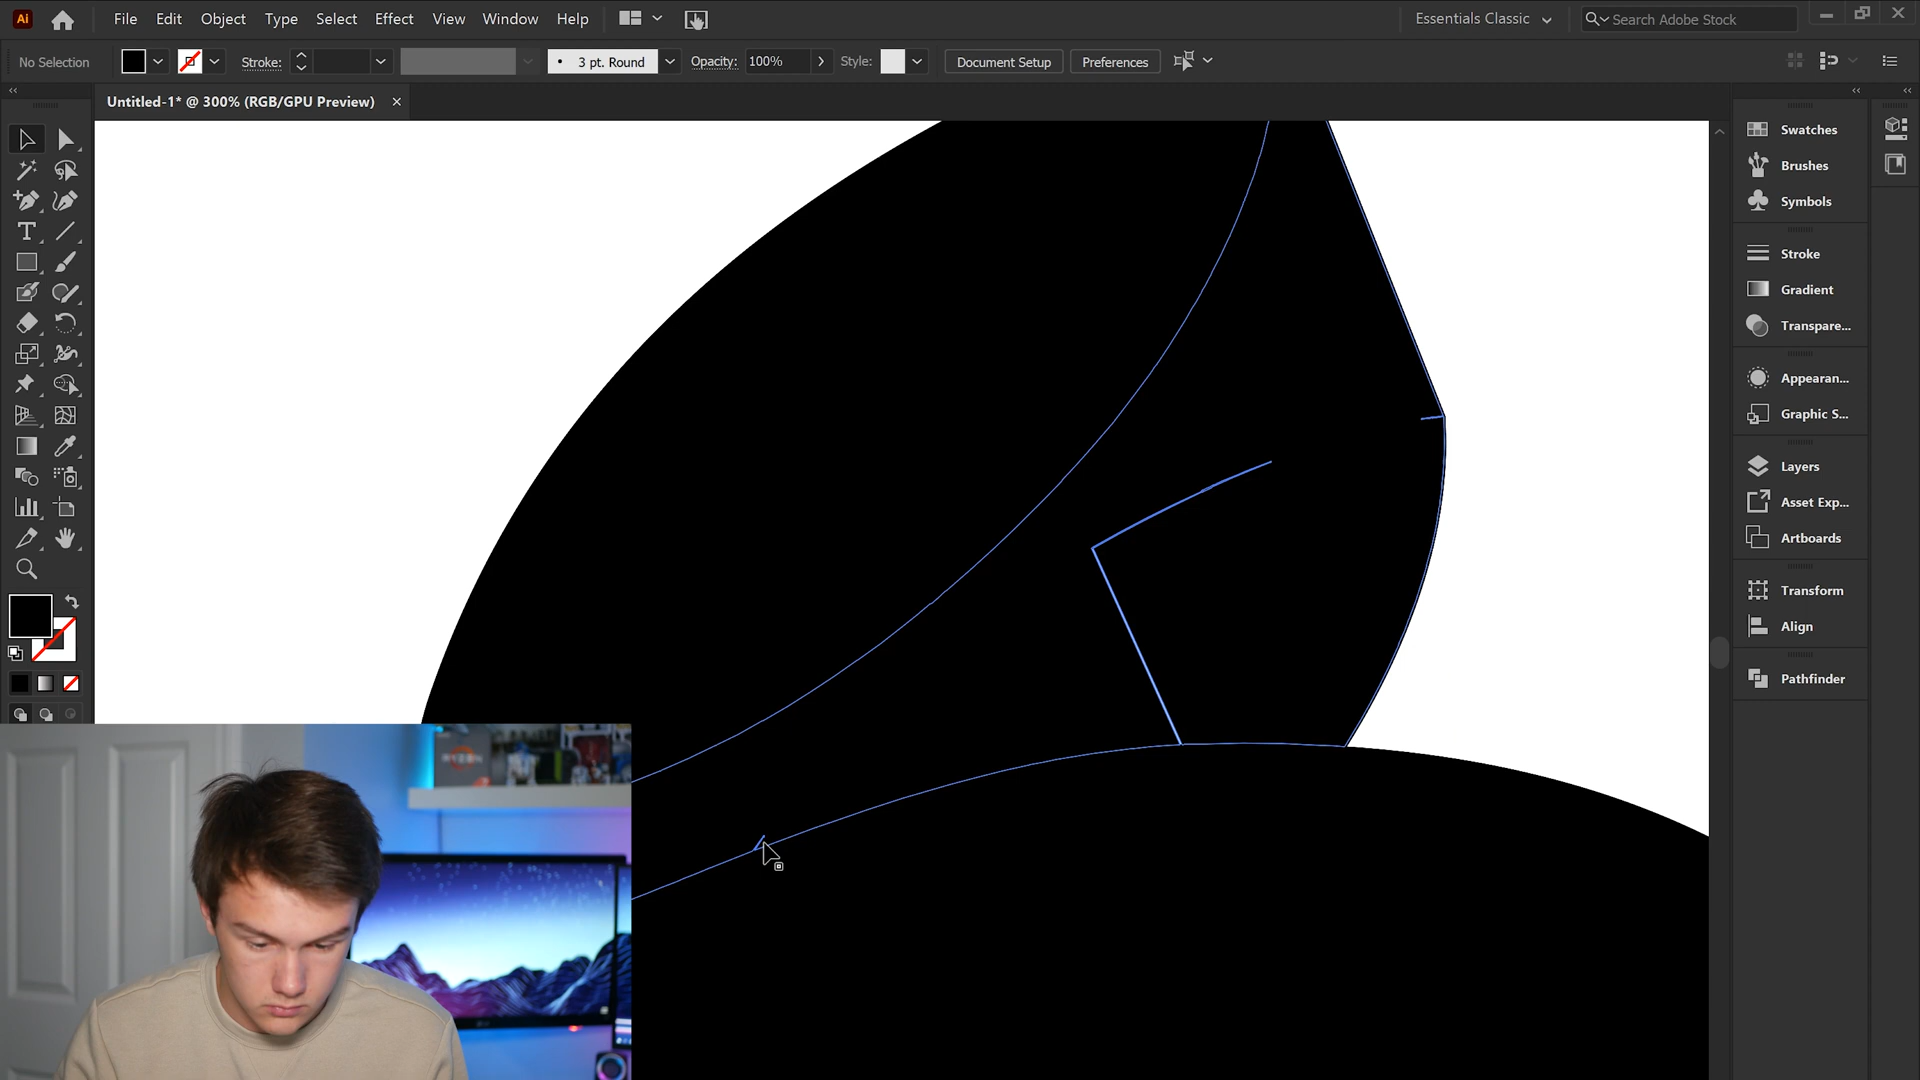 Ai File Edit Object Type Select Effect View Window Help Essentials Classic Search Adobe Stock
No Selection Stroke: 3 pt. Round Opacity: 100% Style: Document Setup Preferences
Untitled-1* @ 300% (RGB/GPU Preview)
Swatches
Brushes
Symbols
Stroke
Gradient
Transpare...
Appearan...
Graphic S...
Layers
Asset Exp...
Artboards
Transform
Align
Pathfinder
RYZEN